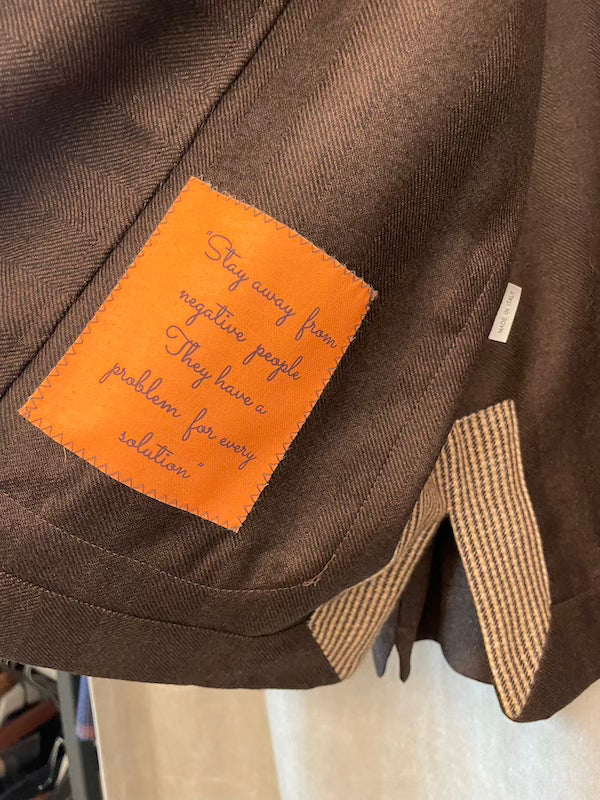 "Stay away from
negative people
They have a
problem for every
solution"
MADE IN ITALY